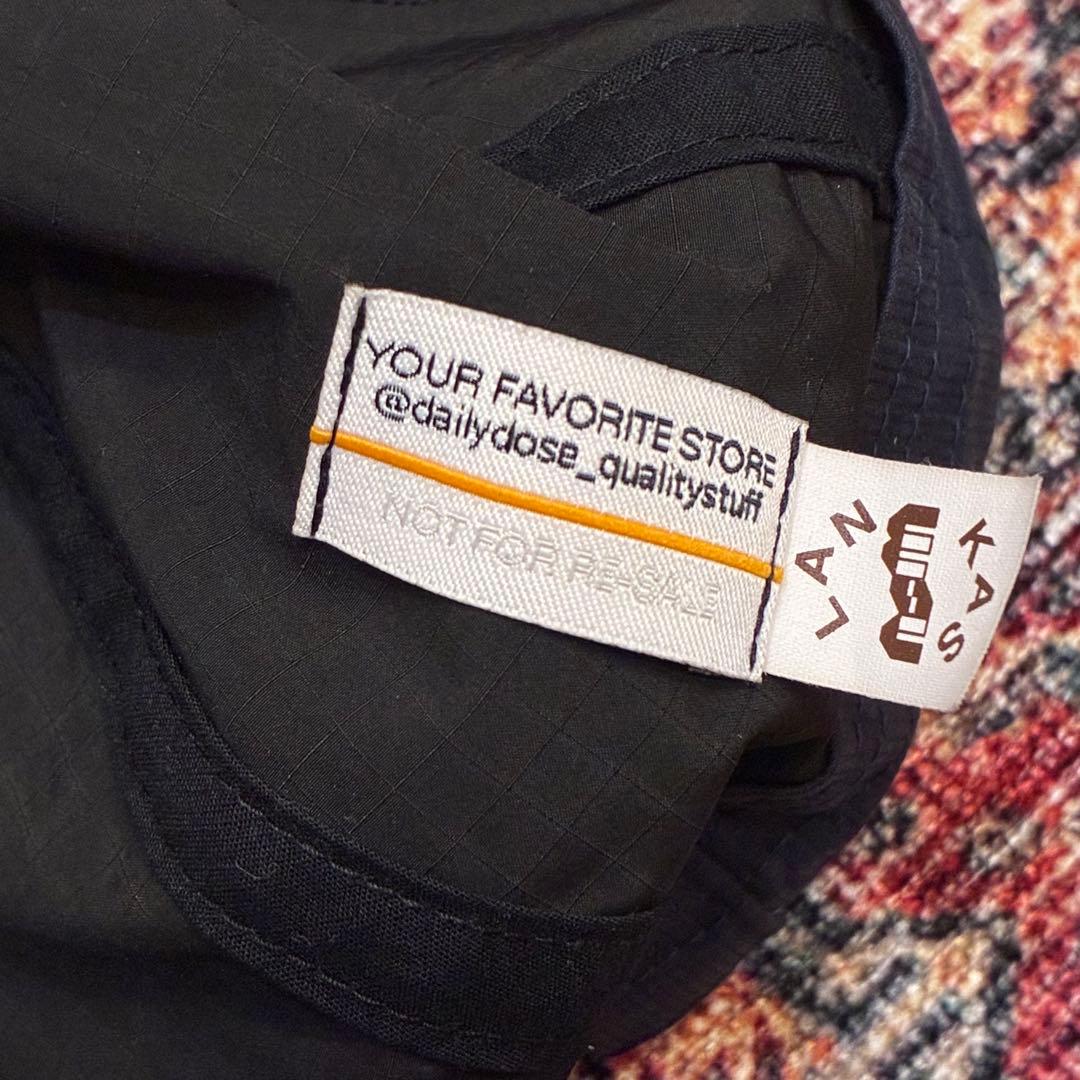 YOUR FAVORITE STORE
@dailydose_qualitystuff
NOT FOR RE-SALE
LAN
KAS